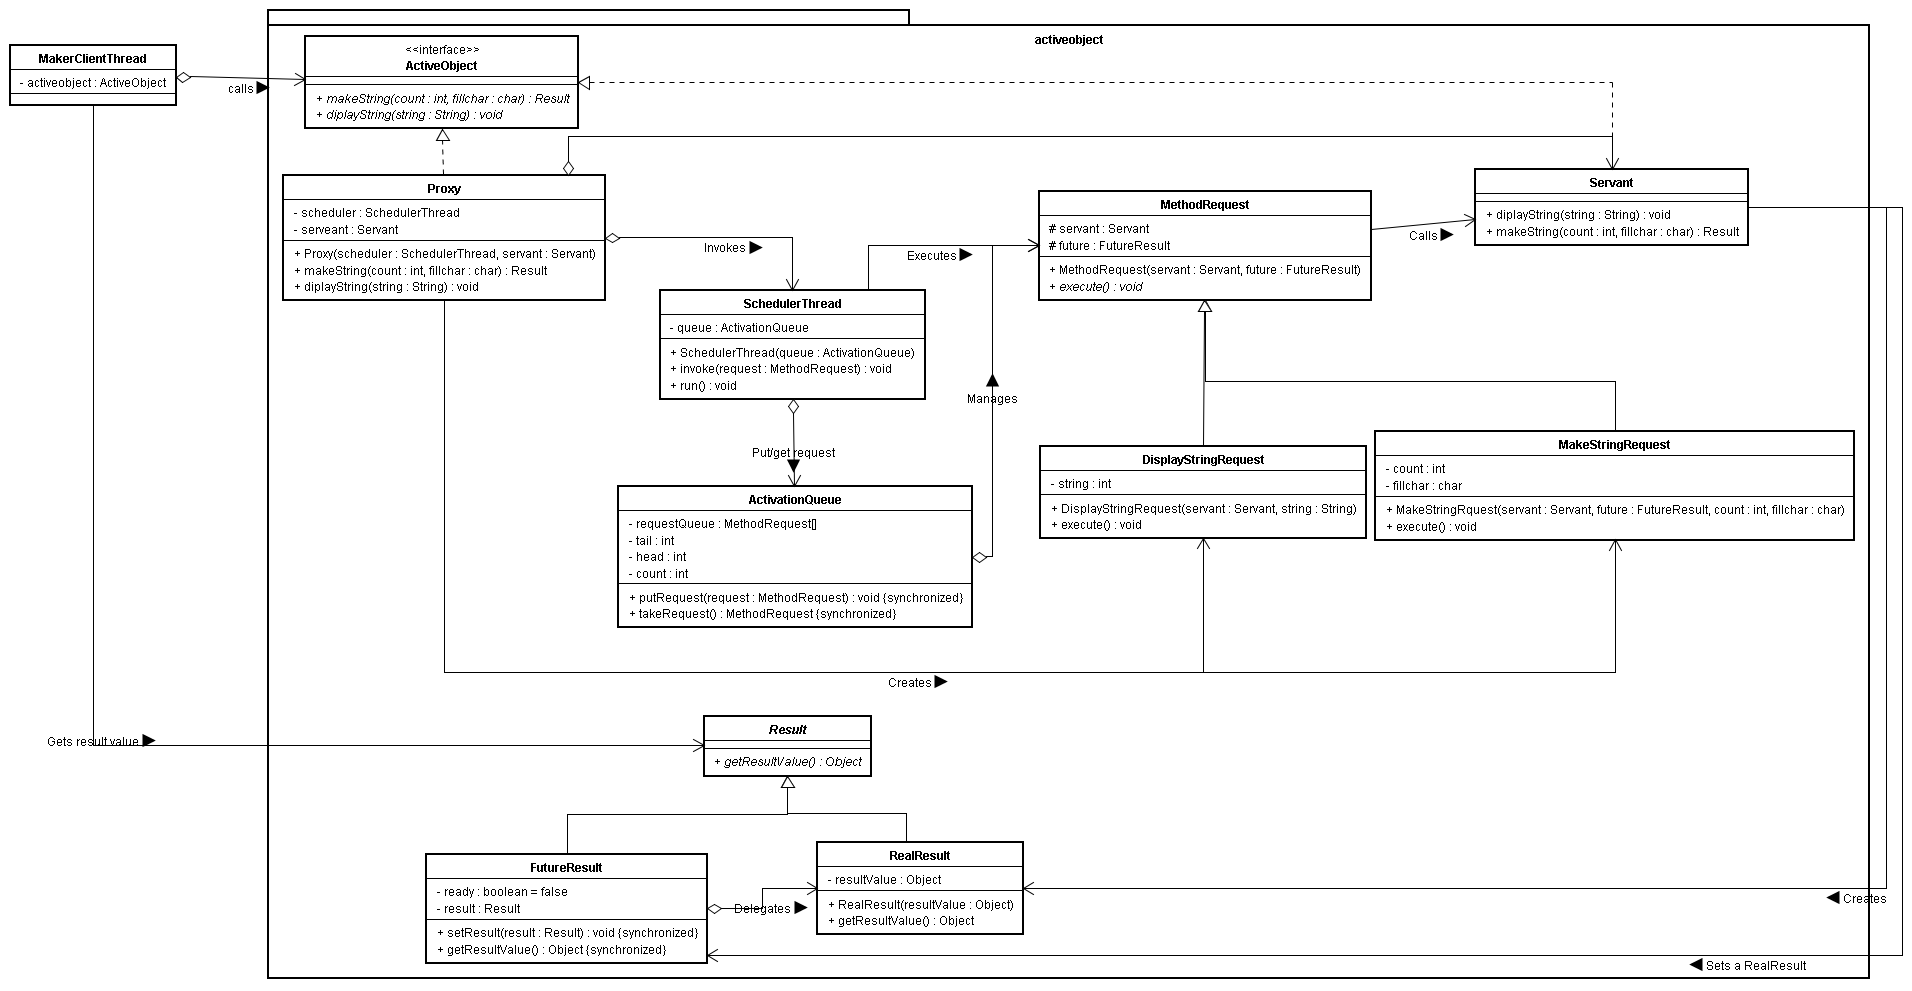 activeobject
MakerClientThread
- activeobject : ActiveObject
calls
<<interface>>
ActiveObject
+ makeString(count : int, fillchar : char) : Result
+ diplayString(string : String) : void
Proxy
- scheduler : SchedulerThread
- serveant : Servant
+ Proxy(scheduler : SchedulerThread, servant : Servant)
+ makeString(count : int, fillchar : char) : Result
+ diplayString(string : String) : void
Invokes
SchedulerThread
- queue : ActivationQueue
+ SchedulerThread(queue : ActivationQueue)
+ invoke(request : MethodRequest) : void
+ run() : void
Executes
Manages
Put/get request
ActivationQueue
- requestQueue : MethodRequest[]
- tail : int
- head : int
- count : int
+ putRequest(request : MethodRequest) : void {synchronized}
+ takeRequest() : MethodRequest {synchronized}
MethodRequest
# servant : Servant
# future : FutureResult
+ MethodRequest(servant : Servant, future : FutureResult)
+ execute() : void
Calls
Servant
+ diplayString(string : String) : void
+ makeString(count : int, fillchar : char) : Result
DisplayStringRequest
- string : int
+ DisplayStringRequest(servant : Servant, string : String)
+ execute() : void
MakeStringRequest
- count : int
- fillchar : char
+ MakeStringRquest(servant : Servant, future : FutureResult, count : int, fillchar : char)
+ execute() : void
Creates
Gets result value
Result
+ getResultValue() : Object
FutureResult
- ready : boolean = false
- result : Result
+ setResult(result : Result) : void {synchronized}
+ getResultValue() : Object {synchronized}
Delegates
RealResult
- resultValue : Object
+ RealResult(resultValue : Object)
+ getResultValue() : Object
Creates
Sets a RealResult